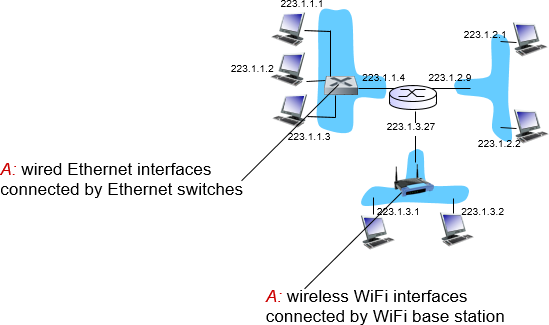 223.1.1.1
223.1.2.1
223.1.1.2
223.1.1.4
223.1.2.9
223.1.1.3
223.1.3.27
223.1.2.2
A: wired Ethernet interfaces
connected by Ethernet switches
223.1.3.1
223.1.3.2
A: wireless WiFi interfaces
connected by WiFi base station